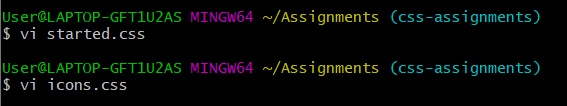 User@LAPTOP-GFT1U2AS MINGW64 ~/Assignments (css-assignments)
$ vi started.css
User@LAPTOP-GFT1U2AS MINGW64 ~/Assignments (css-assignments)
$ vi icons.css